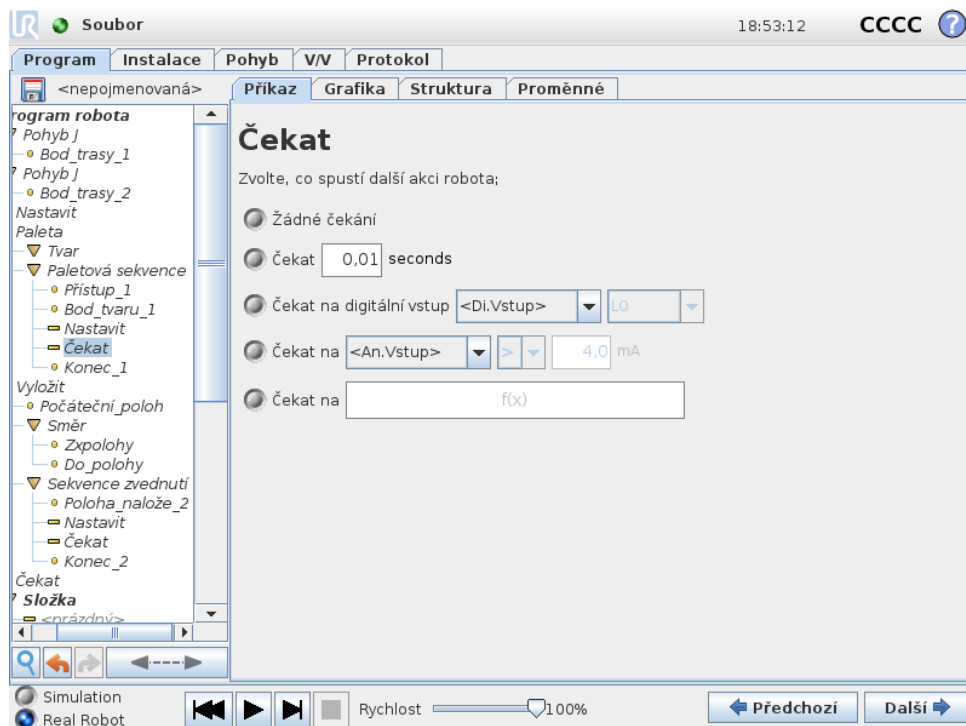 UR Soubor 18:53:12 CCCC ?
Program Instalace Pohyb V/V Protokol
<nepojmenovaná> Příkaz Grafika Struktura Proměnné
rogram robota
Pohyb J
Bod_trasy_1
Pohyb J
Bod_trasy_2
Nastavit
Paleta
Tvar
Paletová sekvence
Přístup_1
Bod_tvaru_1
Nastavit
Čekat
Konec_1
Vyložit
Počáteční_poloh
Směr
Zxpolohy
Do_polohy
Sekvence zvednutí
Poloha_nalože_2
Nastavit
Čekat
Konec_2
Čekat
Složka
<prázdný>
Čekat
Zvolte, co spustí další akci robota;
Žádné čekání
Čekat 0,01 seconds
Čekat na digitální vstup <Di.Vstup> LO
Čekat na <An.Vstup> > 4,0 mA
Čekat na f(x)
Simulation
Real Robot
Rychlost 100%
Předchozí Další